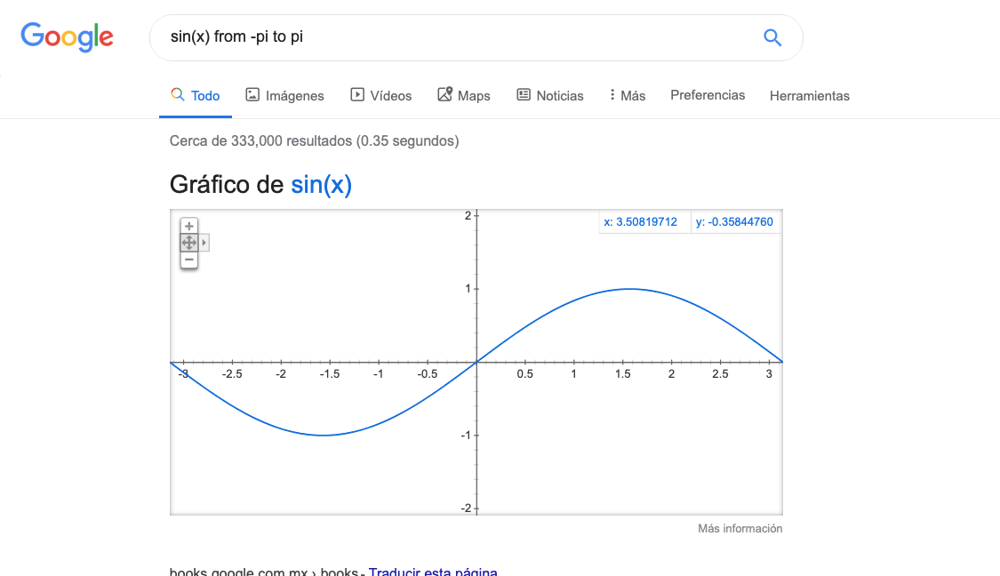 Google
sin(x) from -pi to pi
Todo Imágenes Vídeos Maps Noticias Más Preferencias Herramientas
Cerca de 333,000 resultados (0.35 segundos)
Gráfico de sin(x)
x: 3.50819712 y: -0.35844760
2
1
-3 -2.5 -2 -1.5 -1 -0.5 0.5 1 1.5 2 2.5 3
-1
-2
Más información
books.google.com.mx › books - Traducir esta página